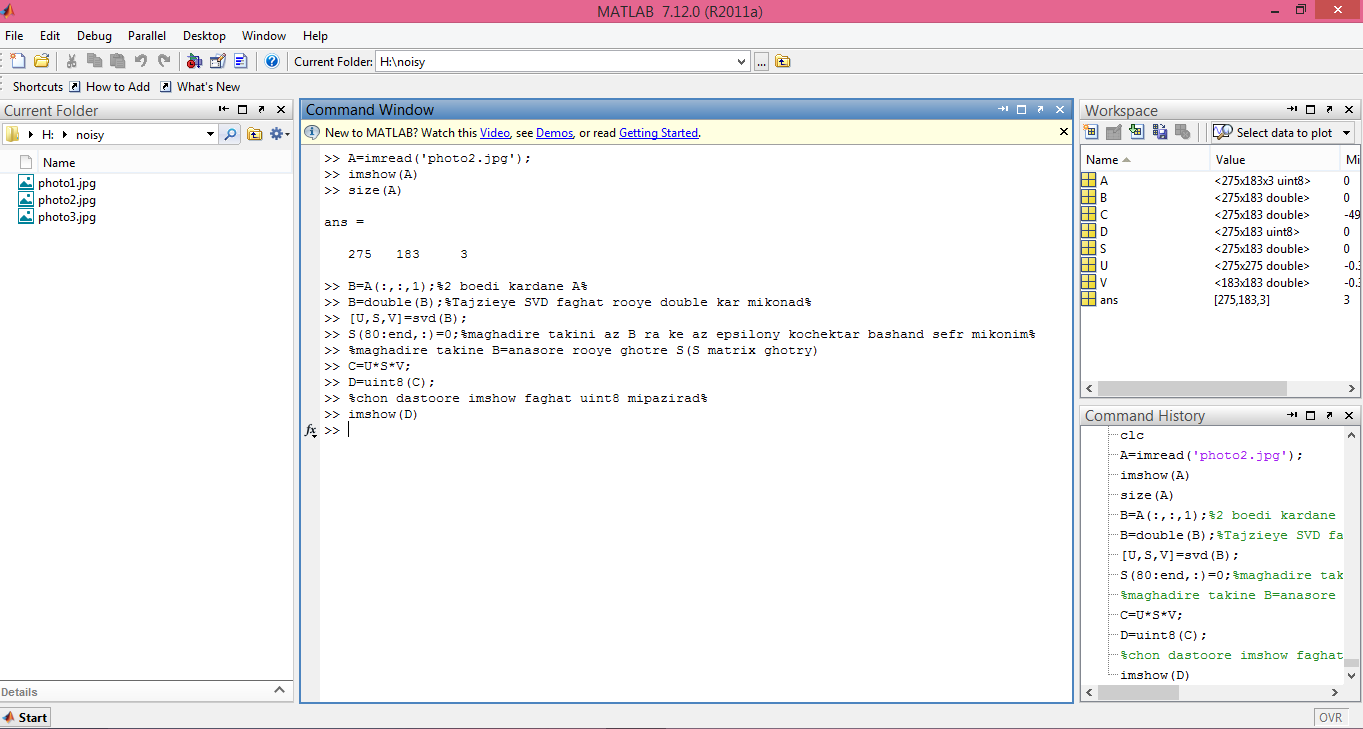 MATLAB 7.12.0 (R2011a)
File Edit Debug Parallel Desktop Window Help
Current Folder: H:\noisy ...
Shortcuts How to Add What's New
Current Folder
H: noisy
Name
photo1.jpg
photo2.jpg
photo3.jpg
Details
Start
Command Window
New to MATLAB? Watch this Video, see Demos, or read Getting Started.
>> A=imread('photo2.jpg');
>> imshow(A)
>> size(A)
ans =
275 183 3
>> B=A(:,:,1);%2 boedi kardane A%
>> B=double(B);%Tajzieye SVD faghat rooye double kar mikonad%
>> [U,S,V]=svd(B);
>> S(80:end,:)=0;%maghadire takini az B ra ke az epsilony kochektar bashand sefr mikonim%
>> %maghadire takine B=anasore rooye ghotre S(S matrix ghotry)
>> C=U*S*V;
>> D=uint8(C);
>> %chon dastoore imshow faghat uint8 mipazirad%
>> imshow(D)
fx >>
Workspace
Select data to plot
Name Value Mi
A <275x183x3 uint8> 0
B <275x183 double> 0
C <275x183 double> -49
D <275x183 uint8> 0
S <275x183 double> 0
U <275x275 double> -0.3
V <183x183 double> -0.3
ans [275,183,3] 3
Command History
clc
A=imread('photo2.jpg');
imshow(A)
size(A)
B=A(:,:,1);%2 boedi kardane
B=double(B);%Tajzieye SVD fa
[U,S,V]=svd(B);
S(80:end,:)=0;%maghadire tak
%maghadire takine B=anasore
C=U*S*V;
D=uint8(C);
%chon dastoore imshow faghat
imshow(D)
OVR